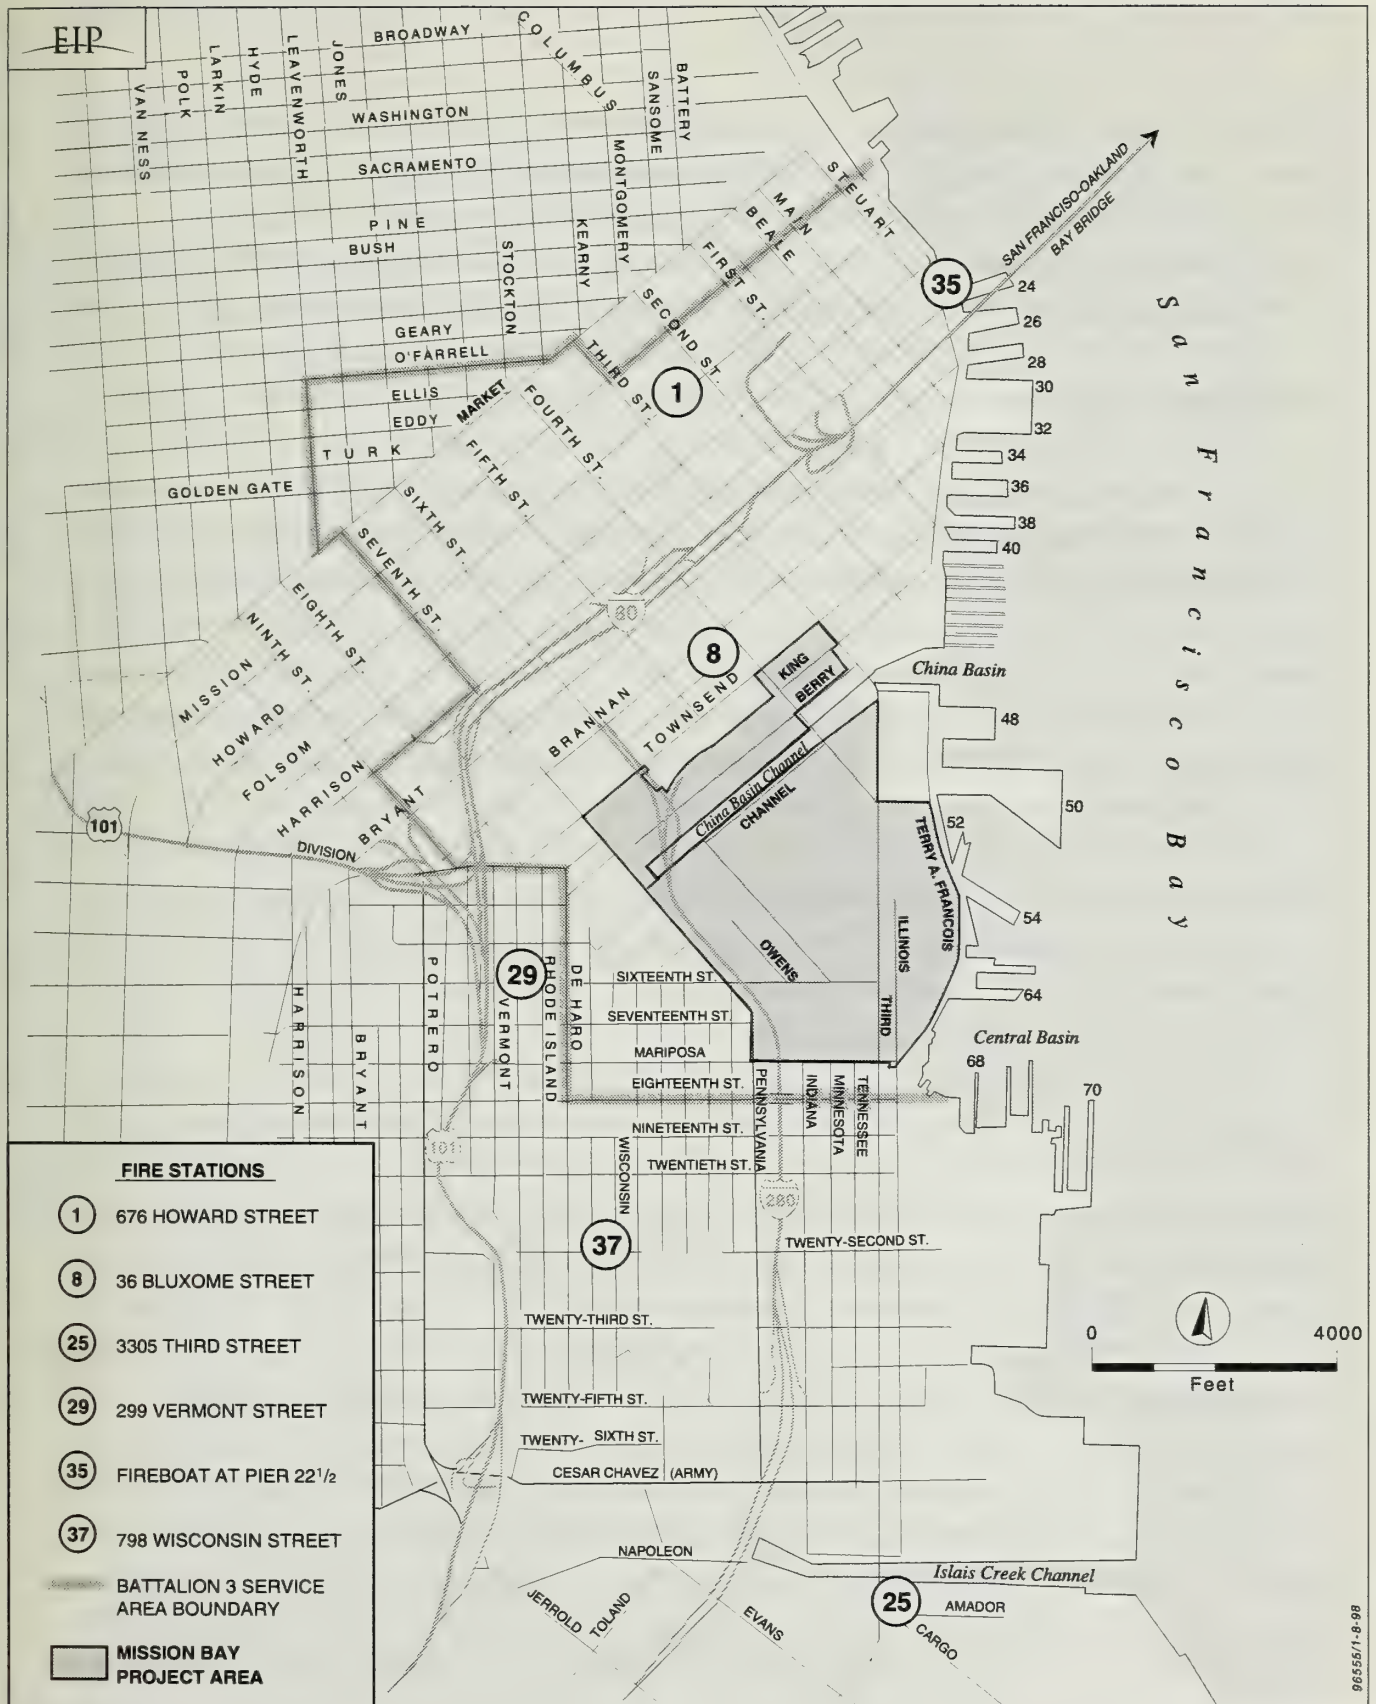 EIP
BROADWAY
COLUMBUS
VAN NESS
POLK
LARKIN
HYDE
LEAVENWORTH
JONES
WASHINGTON
SACRAMENTO
PINE
BUSH
STOCKTON
KEARNY
MONTGOMERY
SANSOME
BATTERY
GEARY
O'FARRELL
ELLIS
EDDY
TURK
GOLDEN GATE
MARKET
STEUART
MAIN
BEALE
FIRST ST.
SECOND ST.
THIRD ST.
FOURTH ST.
FIFTH ST.
SIXTH ST.
SEVENTH ST.
EIGHTH ST.
NINTH ST.
MISSION
HOWARD
FOLSOM
HARRISON
BRYANT
BRANNAN
TOWNSEND
KING
BERRY
DIVISION
101
80
1
8
35
SAN FRANCISO-OAKLAND
BAY BRIDGE
24
26
28
30
32
34
36
38
40
San Francisco Bay
China Basin
48
50
52
54
64
China Basin Channel
CHANNEL
TERRY A. FRANCOIS
ILLINOIS
OWENS
THIRD
Central Basin
68
70
29
HARRISON
BRYANT
POTRERO
VERMONT
RHODE ISLAND
DE HARO
SIXTEENTH ST.
SEVENTEENTH ST.
MARIPOSA
EIGHTEENTH ST.
NINETEENTH ST.
TWENTIETH ST.
WISCONSIN
PENNSYLVANIA
INDIANA
MINNESOTA
TENNESSEE
101
280
37
TWENTY-SECOND ST.
TWENTY-THIRD ST.
TWENTY-FIFTH ST.
TWENTY- SIXTH ST.
CESAR CHAVEZ (ARMY)
NAPOLEON
JERROLD
TOLAND
EVANS
Islais Creek Channel
25
AMADOR
CARGO
0 4000
Feet
FIRE STATIONS
1 676 HOWARD STREET
8 36 BLUXOME STREET
25 3305 THIRD STREET
29 299 VERMONT STREET
35 FIREBOAT AT PIER 22 1/2
37 798 WISCONSIN STREET
BATTALION 3 SERVICE
AREA BOUNDARY
MISSION BAY
PROJECT AREA
96555/1-8-98